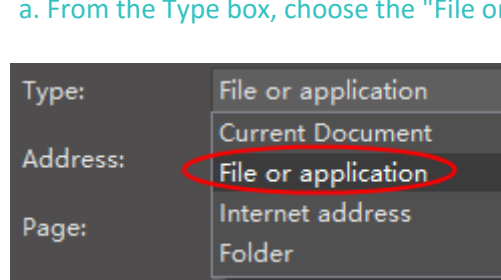 a. From the Type box, choose the "File or
Type:
File or application
Current Document
Address:
File or application
Internet address
Page:
Folder